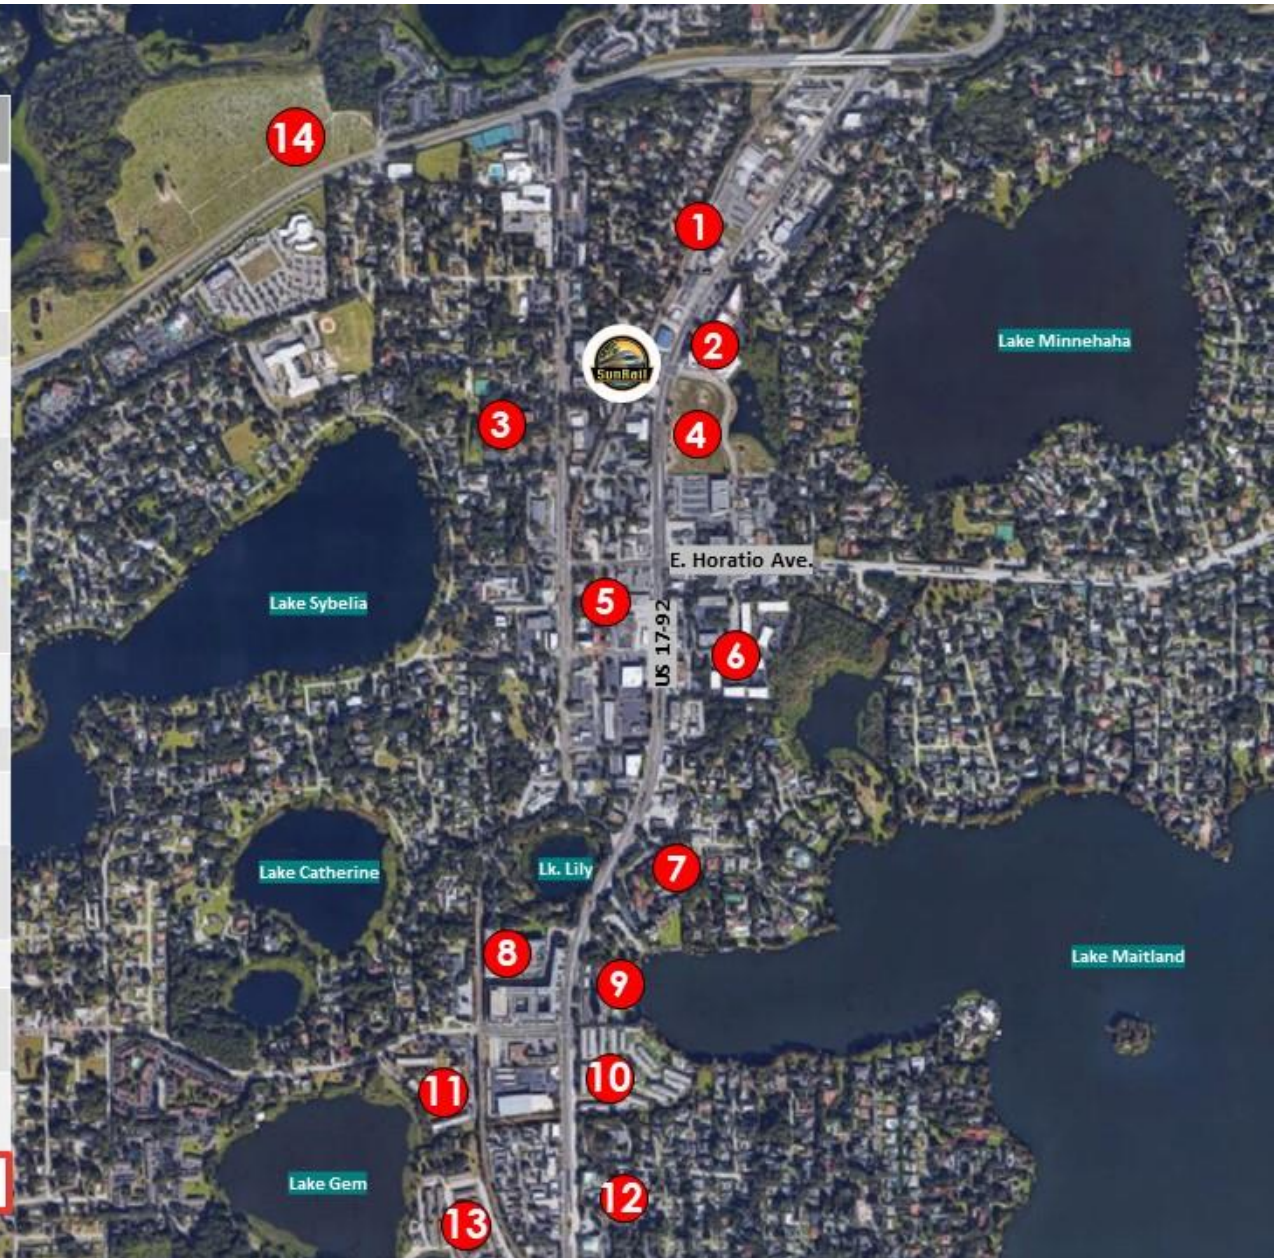 14
1
SunRail
2
Lake Minnehaha
3
4
E. Horatio Ave.
5
Lake Sybelia
US 17-92
6
Lake Catherine
Lk. Lily
7
8
Lake Maitland
9
10
11
Lake Gem
12
13